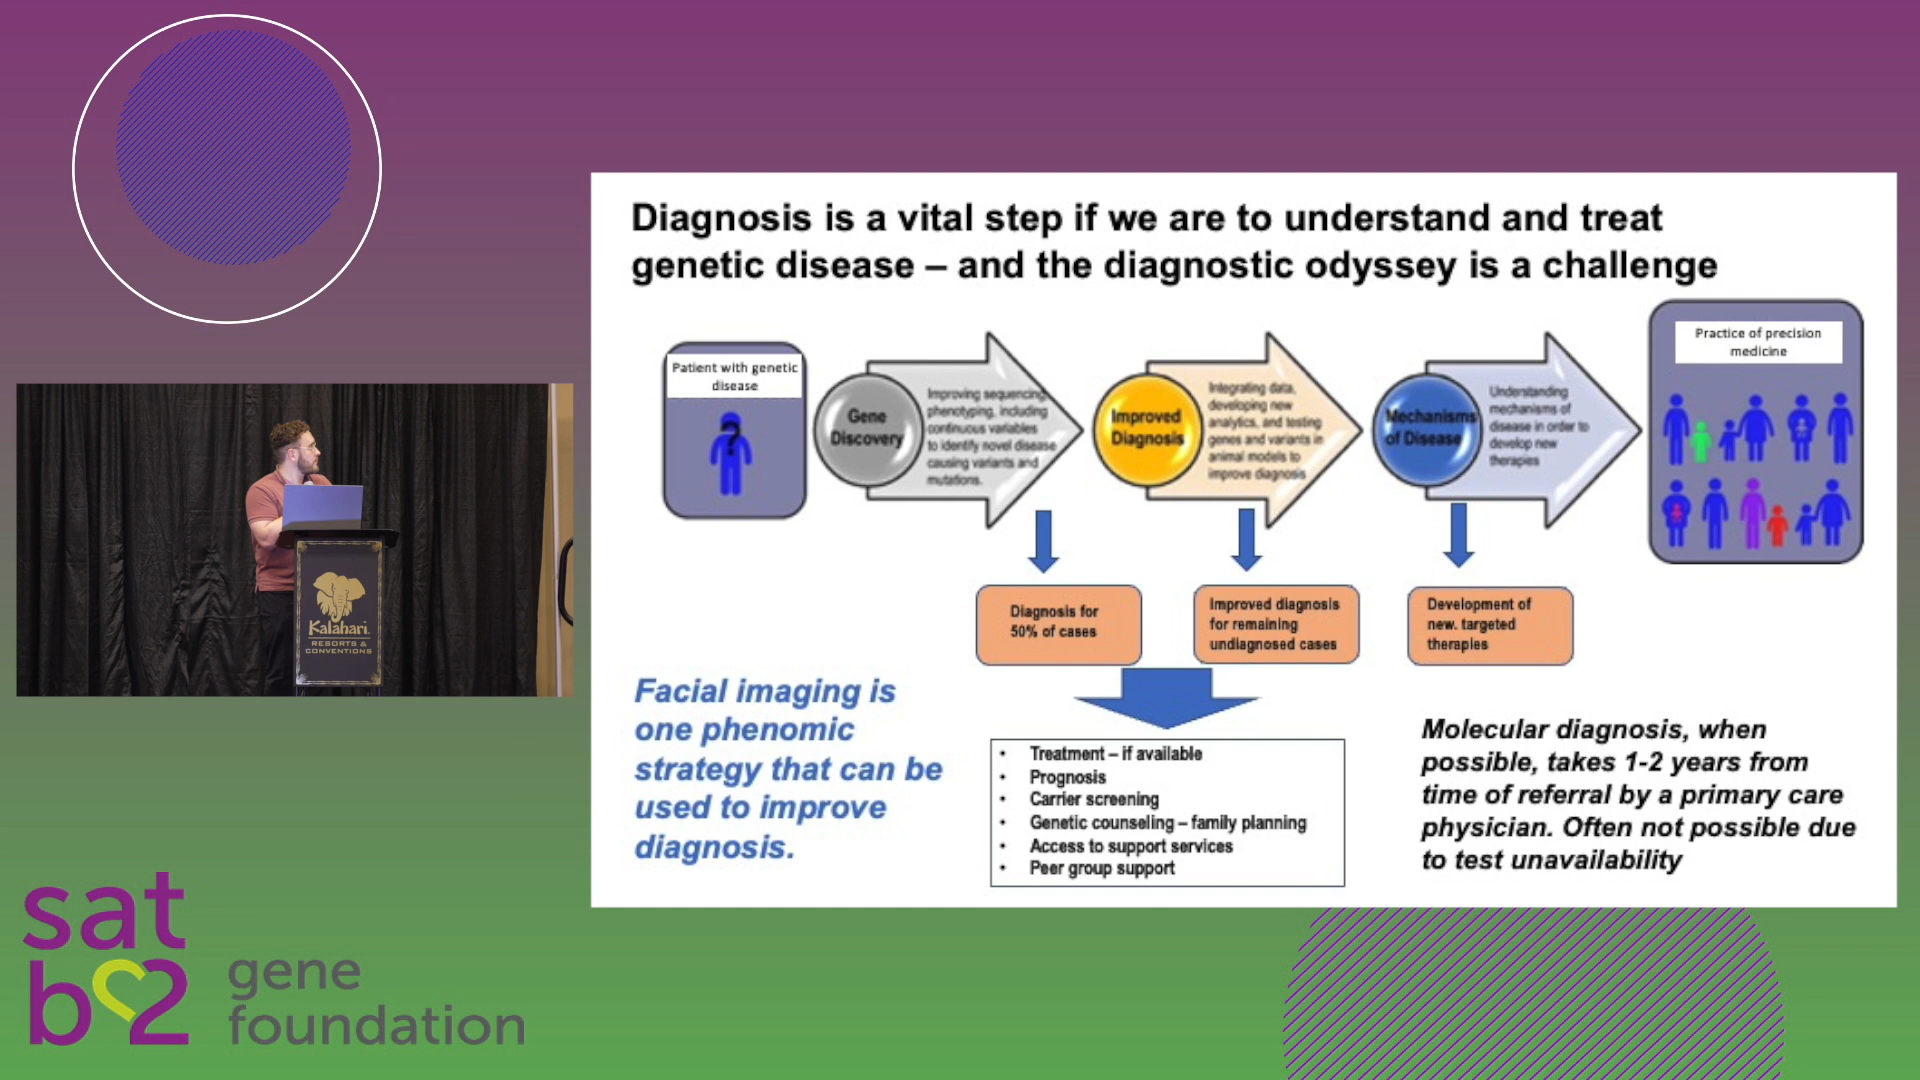 Diagnosis is a vital step if we are to understand and treat
genetic disease – and the diagnostic odyssey is a challenge
Patient with genetic
disease
?
Gene
Discovery
Improving sequencing,
phenotyping, including
continuous variables
to identify novel disease
causing variants and
mutations.
Improved
Diagnosis
Integrating data,
developing new
analytics, and testing
genes and variants in
animal models to
improve diagnosis
Mechanisms
of Disease
Understanding
mechanisms of
disease in order to
develop new
therapies
Practice of precision
medicine
Diagnosis for
50% of cases
Improved diagnosis
for remaining
undiagnosed cases
Development of
new. targeted
therapies
Facial imaging is
one phenomic
strategy that can be
used to improve
diagnosis.
• Treatment – if available
• Prognosis
• Carrier screening
• Genetic counseling – family planning
• Access to support services
• Peer group support
Molecular diagnosis, when
possible, takes 1-2 years from
time of referral by a primary care
physician. Often not possible due
to test unavailability
Kalahari.
RESORTS &
CONVENTIONS
sat
b2
gene
foundation